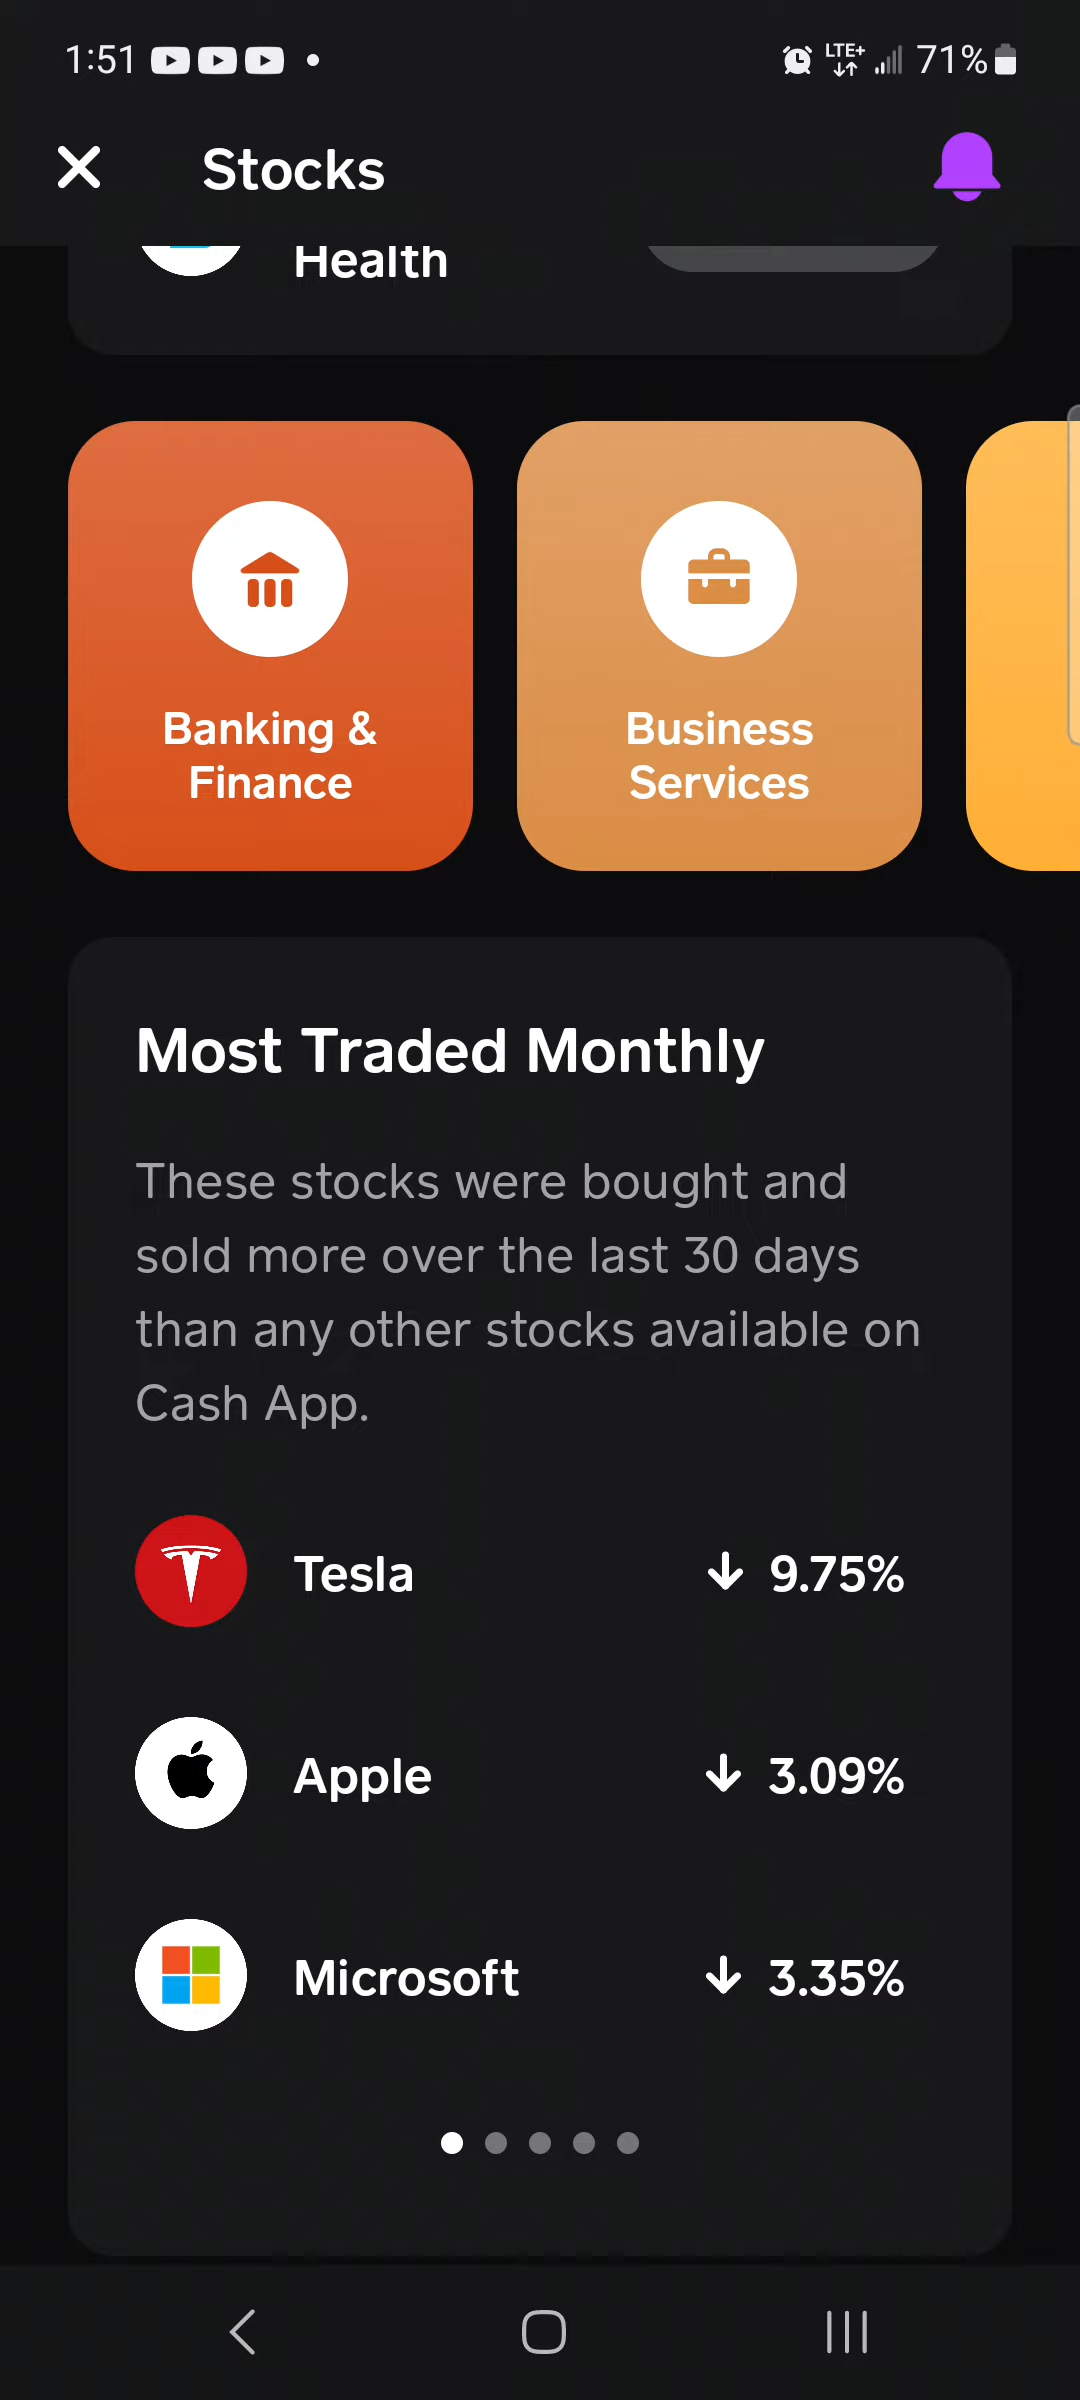 1:51
LTE+
71%
Stocks
Health
Banking &
Finance
Business
Services
Most Traded Monthly
These stocks were bought and
sold more over the last 30 days
than any other stocks available on
Cash App.
Tesla ↓ 9.75%
Apple ↓ 3.09%
Microsoft ↓ 3.35%